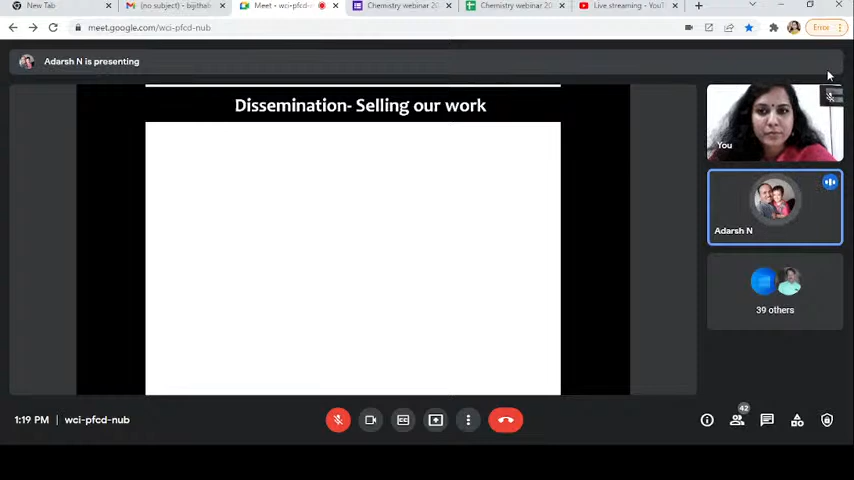 New Tab
(no subject) - bijithai
Meet - wci-pfcd-
Chemistry webinar 20
Chemistry webinar 20
Live streaming - YouT
meet.google.com/wci-pfcd-nub
Error
Adarsh N is presenting
Dissemination- Selling our work
You
Adarsh N
39 others
1:19 PM | wci-pfcd-nub
CC
42